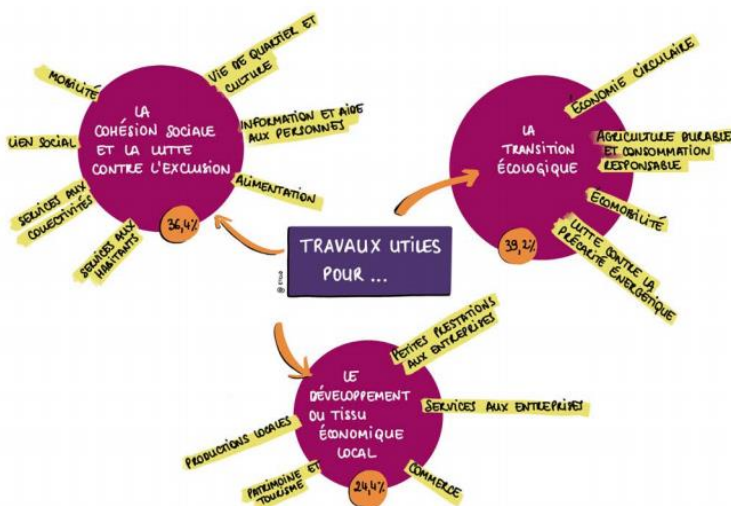 MOBILITÉ
VIE DE QUARTIER ET
CULTURE
LA
COHÉSION SOCIALE
ET LA LUTTE
CONTRE L'EXCLUSION
INFORMATION ET AIDE
AUX PERSONNES
LIEN SOCIAL
ALIMENTATION
SERVICES AUX
COLLECTIVITÉS
SERVICES AUX
HABITANTS
36,4%
TRAVAUX UTILES
POUR ...
ÉCONOMIE CIRCULAIRE
LA
TRANSITION
ÉCOLOGIQUE
AGRICULTURE DURABLE
ET CONSOMMATION
RESPONSABLE
ÉCOMOBILITÉ
LUTTE CONTRE LA
PRÉCARITÉ ÉNERGÉTIQUE
39,2%
PETITES PRESTATIONS
AUX ENTREPRISES
LE
DÉVELOPPEMENT
DU TISSU
ÉCONOMIQUE
LOCAL
SERVICES AUX ENTREPRISES
PRODUCTIONS LOCALES
PATRIMOINE ET
TOURISME
COMMERCE
24,4%